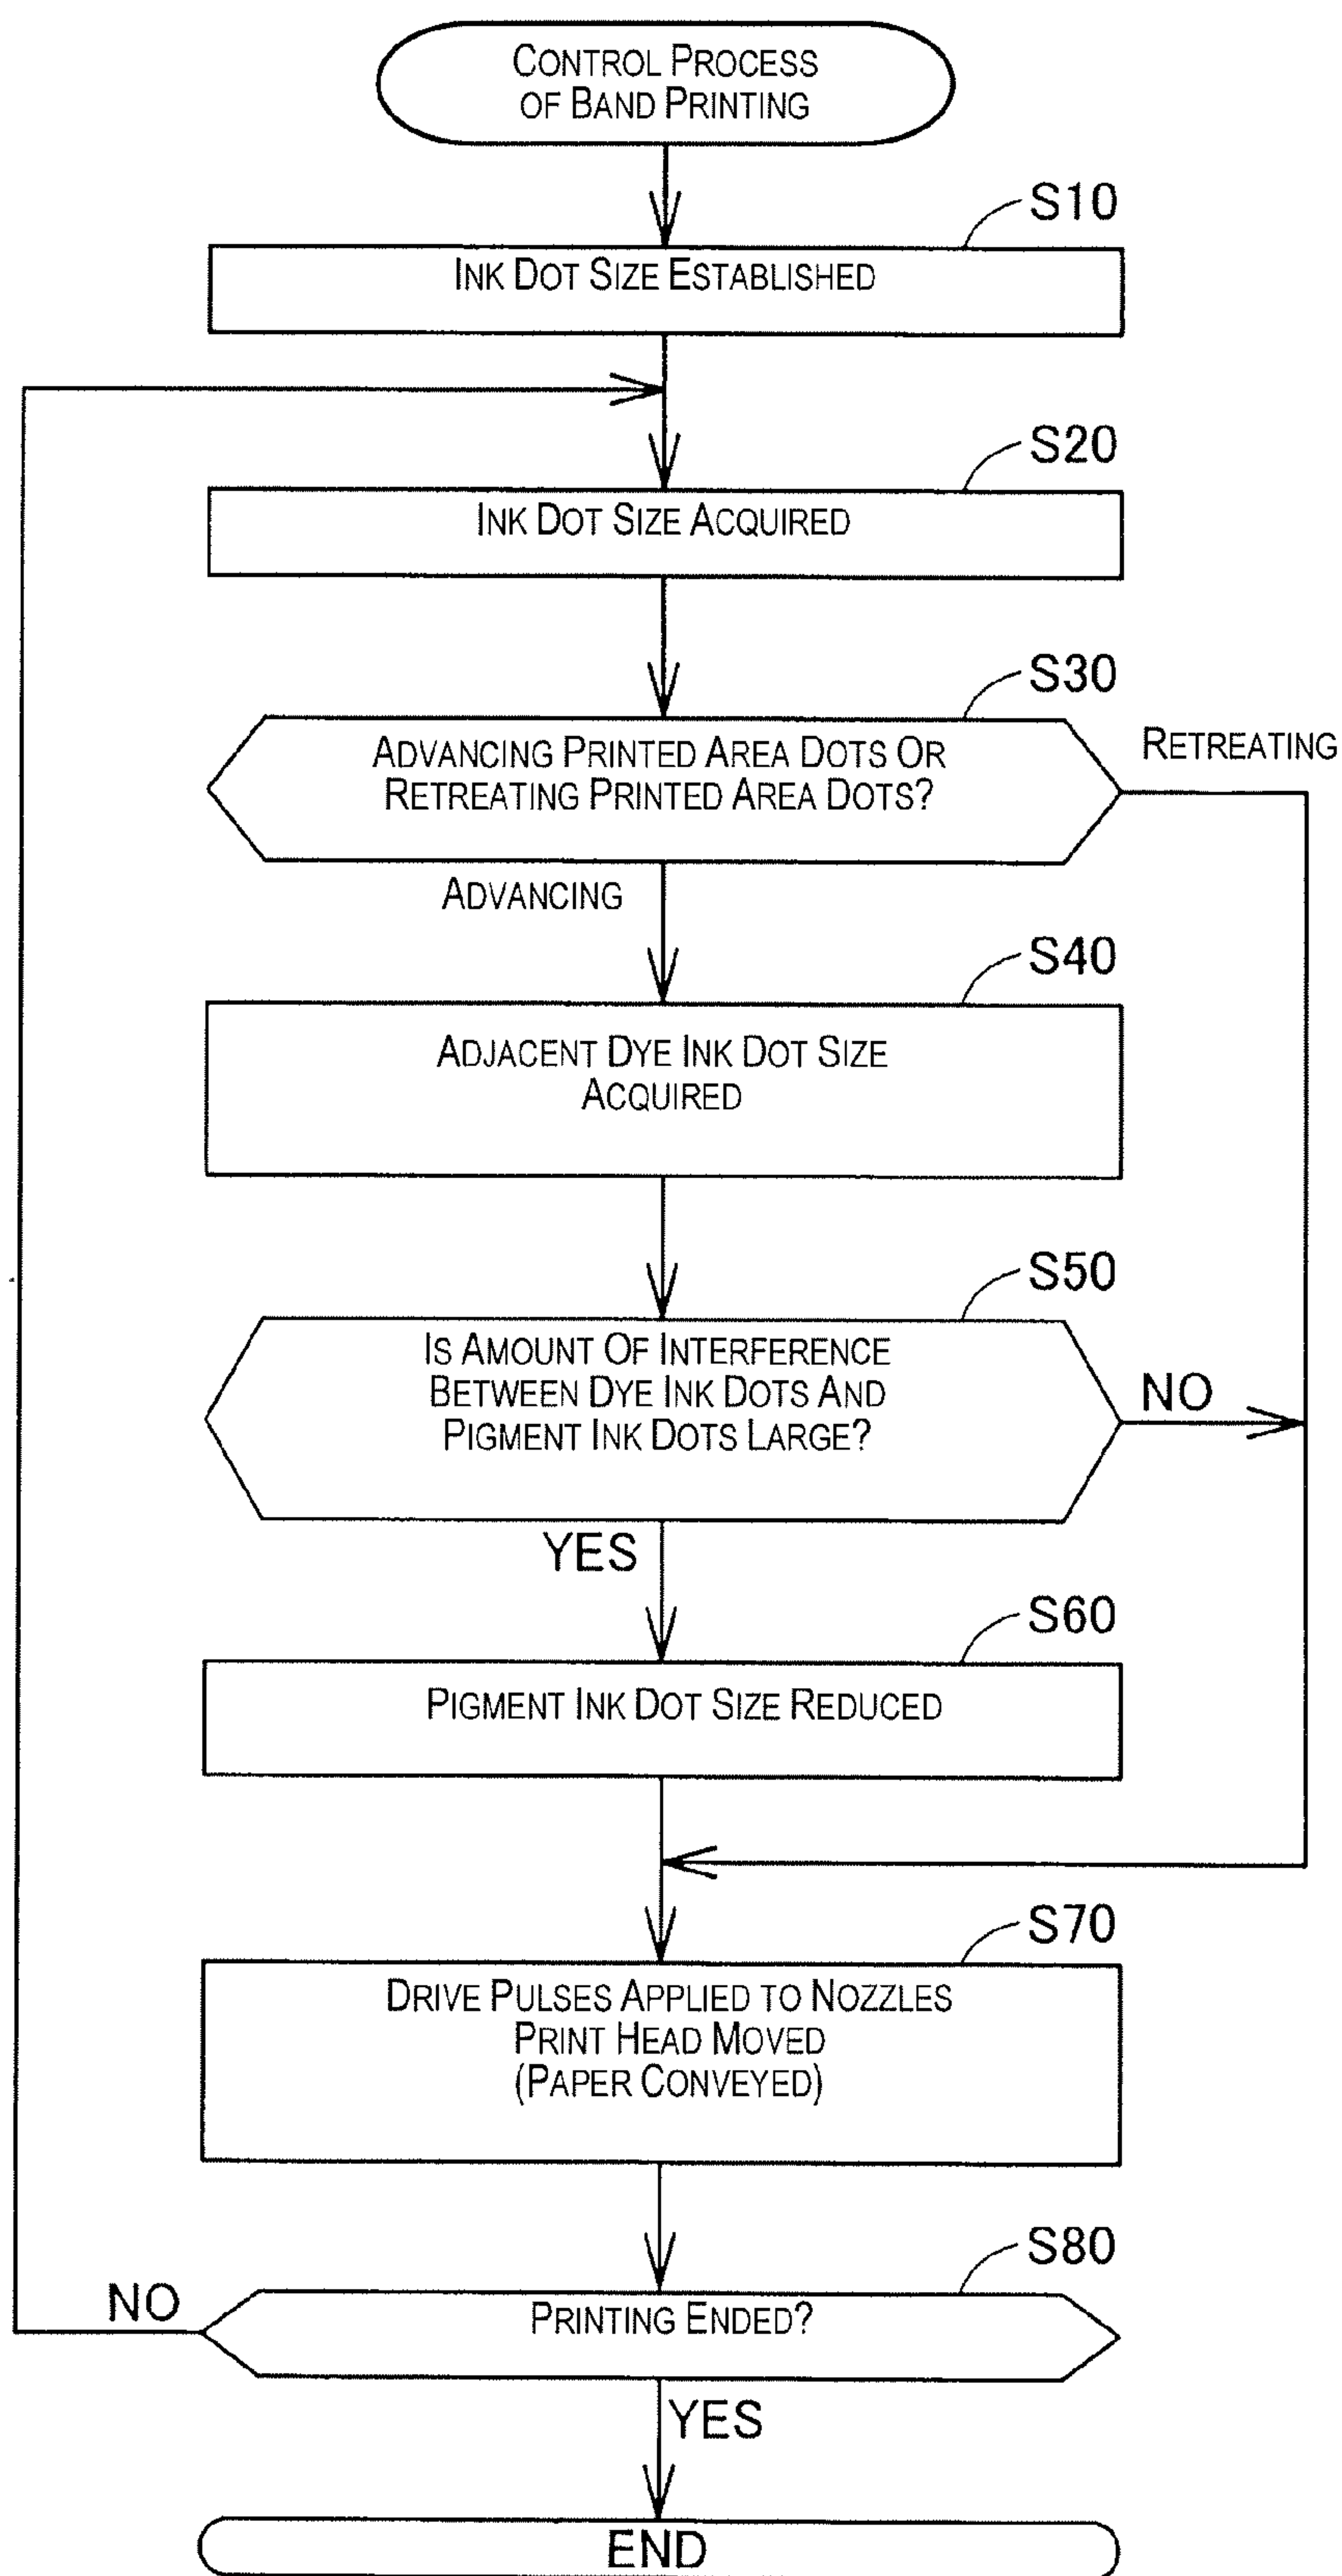 CONTROL PROCESS
OF BAND PRINTING
S10
INK DOT SIZE ESTABLISHED
S20
INK DOT SIZE ACQUIRED
S30
ADVANCING PRINTED AREA DOTS OR
RETREATING PRINTED AREA DOTS?
RETREATING
ADVANCING
S40
ADJACENT DYE INK DOT SIZE
ACQUIRED
S50
IS AMOUNT OF INTERFERENCE
BETWEEN DYE INK DOTS AND
PIGMENT INK DOTS LARGE?
NO
YES
S60
PIGMENT INK DOT SIZE REDUCED
S70
DRIVE PULSES APPLIED TO NOZZLES
PRINT HEAD MOVED
(PAPER CONVEYED)
S80
NO
PRINTING ENDED?
YES
END